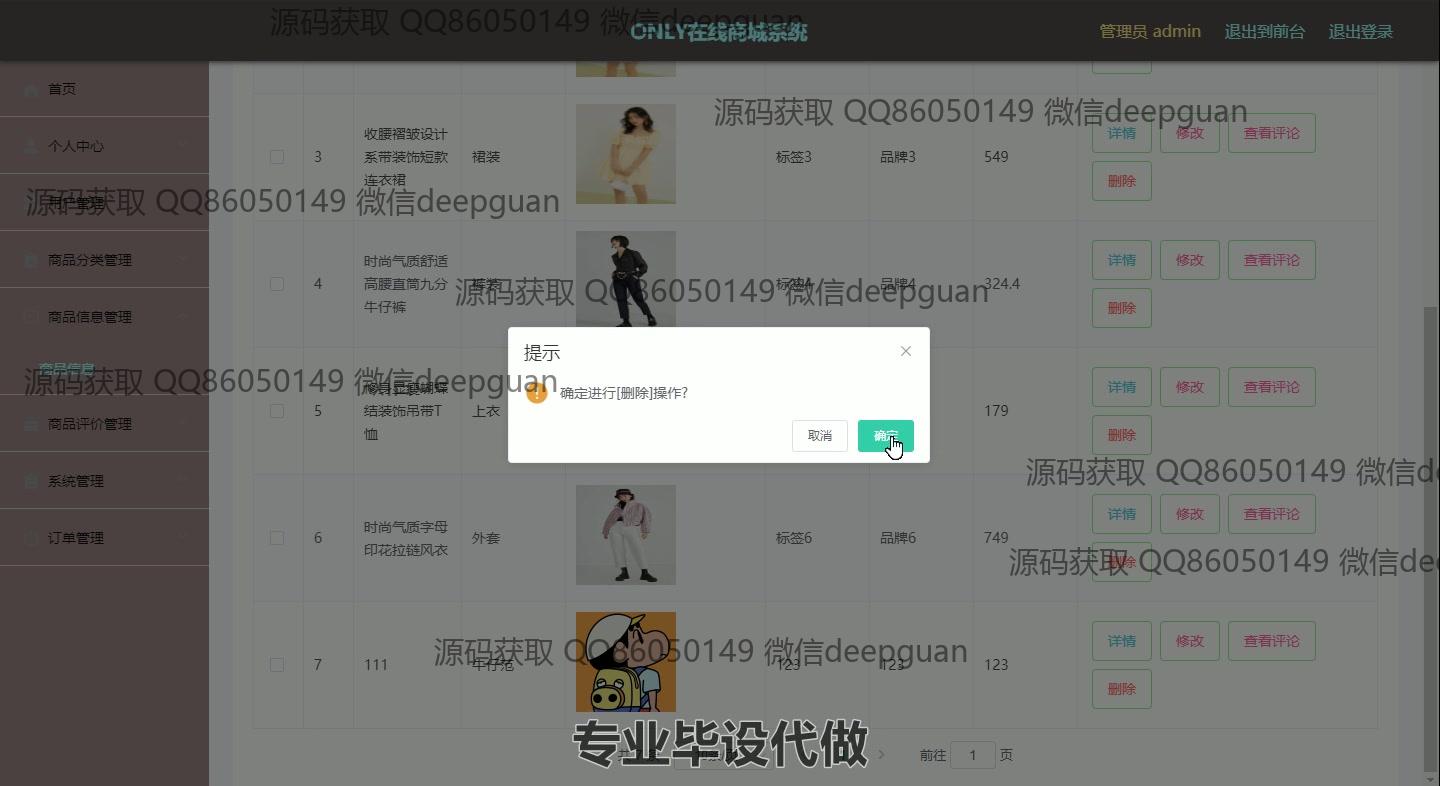 源码获取 QQ86050149 微信deepguan
ONLY在线商城系统
管理员 admin
退出到前台
退出登录
首页
个人中心
用户管理
商品分类管理
商品信息管理
商品信息
商品评价管理
系统管理
订单管理
源码获取 QQ86050149 微信deepguan
源码获取 QQ86050149 微信deepguan
源码获取 QQ86050149 微信deepguan
源码获取 QQ86050149 微信deepguan
3
收腰褶皱设计
系带装饰短款
连衣裙
裙装
标签3
品牌3
549
详情
修改
查看评论
删除
4
时尚气质舒适
高腰直筒九分
牛仔裤
裤装
标签4
品牌4
324.4
详情
修改
查看评论
删除
提示
确定进行[删除]操作?
取消
确定
5
修身显瘦蝴蝶
结装饰吊带T
恤
上衣
179
详情
修改
查看评论
删除
源码获取 QQ86050149 微信de
6
时尚气质字母
印花拉链风衣
外套
标签6
品牌6
749
详情
修改
查看评论
删除
源码获取 QQ86050149 微信dee
7
111
牛仔范
123
123
123
详情
修改
查看评论
删除
源码获取 QQ86050149 微信deepguan
专业毕设代做
前往 1 页